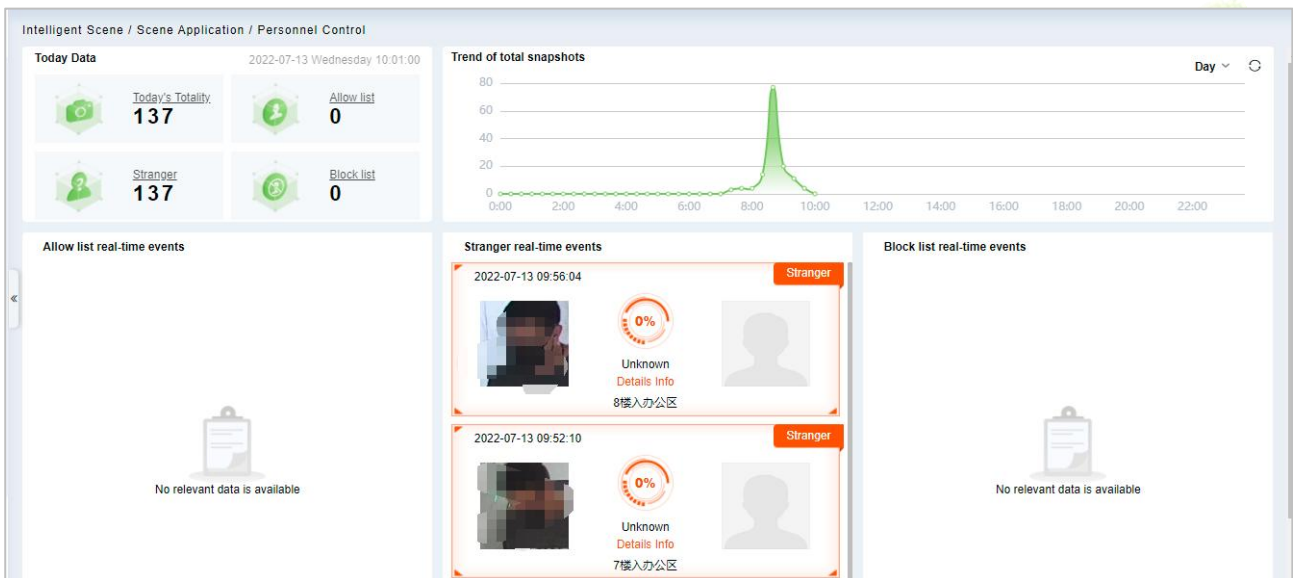 Intelligent Scene / Scene Application / Personnel Control
Today Data
2022-07-13 Wednesday 10:01:00
Today's Totality
137
Allow list
0
Stranger
137
Block list
0
Trend of total snapshots
Day
80
60
40
20
0
0:00 2:00 4:00 6:00 8:00 10:00 12:00 14:00 16:00 18:00 20:00 22:00
Allow list real-time events
No relevant data is available
Stranger real-time events
2022-07-13 09:56:04
Stranger
0%
Unknown
Details Info
8楼入办公区
2022-07-13 09:52:10
Stranger
0%
Unknown
Details Info
7楼入办公区
Block list real-time events
No relevant data is available